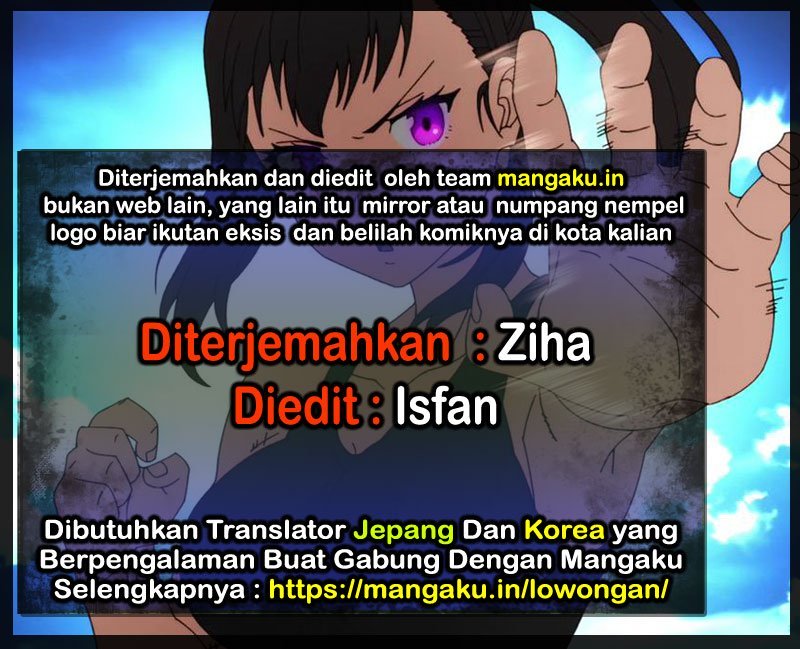 Diterjemahkan dan diedit oleh team mangaku.in
bukan web lain, yang lain itu mirror atau numpang nempel
logo biar ikutan eksis dan belilah komiknya di kota kalian
Diterjemahkan : Ziha
Diedit : Isfan
Dibutuhkan Translator Jepang Dan Korea yang
Berpengalaman Buat Gabung Dengan Mangaku
Selengkapnya : https://mangaku.in/lowongan/